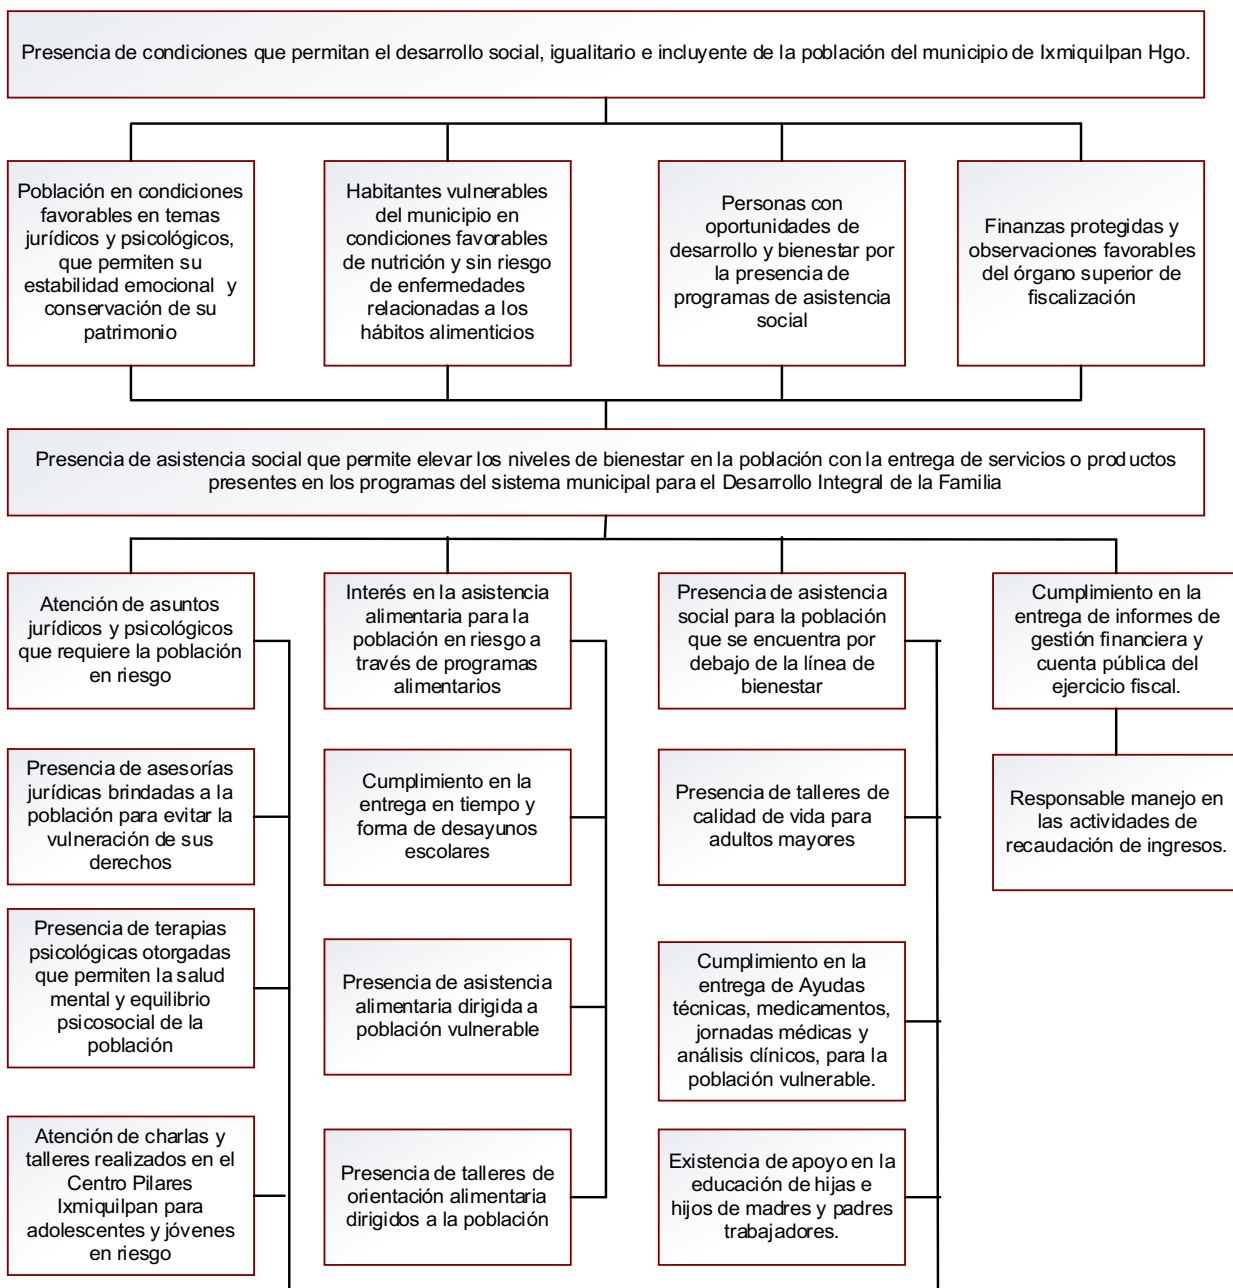 Presencia de condiciones que permitan el desarrollo social, igualitario e incluyente de la población del municipio de Ixmiquilpan Hgo.
Población en condiciones
favorables en temas
jurídicos y psicológicos,
que permiten su
estabilidad emocional y
conservación de su
patrimonio
Habitantes vulnerables
del municipio en
condiciones favorables
de nutrición y sin riesgo
de enfermedades
relacionadas a los
hábitos alimenticios
Personas con
oportunidades de
desarrollo y bienestar por
la presencia de
programas de asistencia
social
Finanzas protegidas y
observaciones favorables
del órgano superior de
fiscalización
Presencia de asistencia social que permite elevar los niveles de bienestar en la población con la entrega de servicios o productos
presentes en los programas del sistema municipal para el Desarrollo Integral de la Familia
Atención de asuntos
jurídicos y psicológicos
que requiere la población
en riesgo
Interés en la asistencia
alimentaria para la
población en riesgo a
través de programas
alimentarios
Presencia de asistencia
social para la población
que se encuentra por
debajo de la línea de
bienestar
Cumplimiento en la
entrega de informes de
gestión financiera y
cuenta pública del
ejercicio fiscal.
Presencia de asesorías
jurídicas brindadas a la
población para evitar la
vulneración de sus
derechos
Cumplimiento en la
entrega en tiempo y
forma de desayunos
escolares
Presencia de talleres de
calidad de vida para
adultos mayores
Responsable manejo en
las actividades de
recaudación de ingresos.
Presencia de terapias
psicológicas otorgadas
que permiten la salud
mental y equilibrio
psicosocial de la
población
Presencia de asistencia
alimentaria dirigida a
población vulnerable
Cumplimiento en la
entrega de Ayudas
técnicas, medicamentos,
jornadas médicas y
análisis clínicos, para la
población vulnerable.
Atención de charlas y
talleres realizados en el
Centro Pilares
Ixmiquilpan para
adolescentes y jóvenes
en riesgo
Presencia de talleres de
orientación alimentaria
dirigidos a la población
Existencia de apoyo en la
educación de hijas e
hijos de madres y padres
trabajadores.